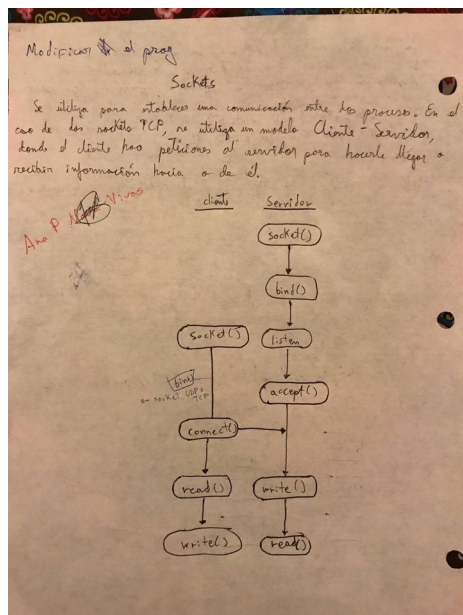 Modificar el prog
Sockets
Se utiliza para establecer una comunicación entre dos procesos. En el
caso de los sockets TCP, se utiliza un modelo Cliente - Servidor,
donde el cliente hace peticiones al servidor para hacerle llegar o
recibir información hacia o de él.
Ana P Vivas
cliente Servidor
socket()
bind()
socket() listen
bind
socket UDP o
TCP
accept()
connect()
read() write()
write() read()